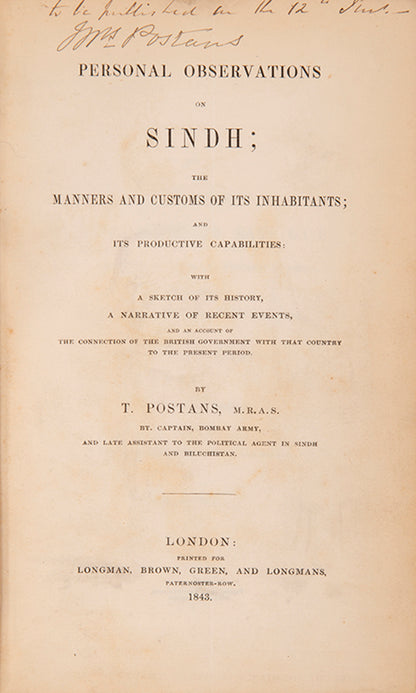 to be published on the 12th
Mrs Postans
PERSONAL OBSERVATIONS
ON
SINDH;
THE
MANNERS AND CUSTOMS OF ITS INHABITANTS;
AND
ITS PRODUCTIVE CAPABILITIES:
WITH
A SKETCH OF ITS HISTORY,
A NARRATIVE OF RECENT EVENTS,
AND AN ACCOUNT OF
THE CONNECTION OF THE BRITISH GOVERNMENT WITH THAT COUNTRY
TO THE PRESENT PERIOD.
BY
T. POSTANS, M.R.A.S.
BT. CAPTAIN, BOMBAY ARMY,
AND LATE ASSISTANT TO THE POLITICAL AGENT IN SINDH
AND BILUCHISTAN.
LONDON:
PRINTED FOR
LONGMAN, BROWN, GREEN, AND LONGMANS,
PATERNOSTER-ROW.
1843.